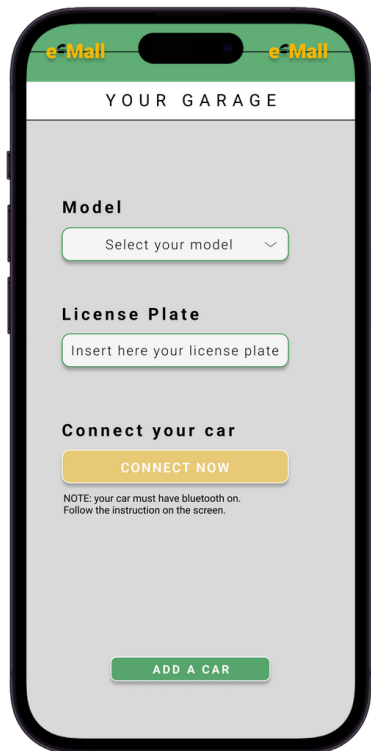 e-Mall e-Mall
YOUR GARAGE
Model
Select your model
License Plate
Insert here your license plate
Connect your car
CONNECT NOW
NOTE: your car must have bluetooth on.
Follow the instruction on the screen.
ADD A CAR